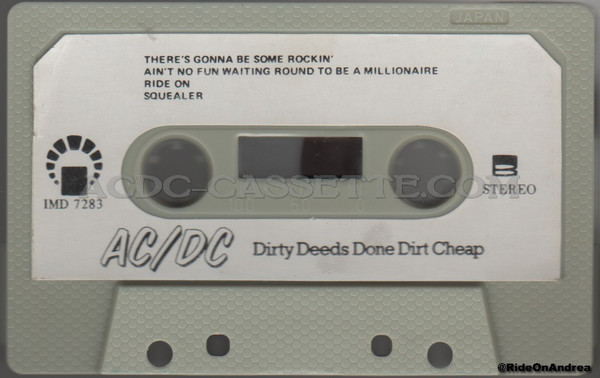 JAPAN
THERE'S GONNA BE SOME ROCKIN'
AIN'T NO FUN WAITING ROUND TO BE A MILLIONAIRE
RIDE ON
SQUEALER
ACDC-CASSETTE.COM
IMD 7283
STEREO
AC/DC Dirty Deeds Done Dirt Cheap
@RideOnAndrea